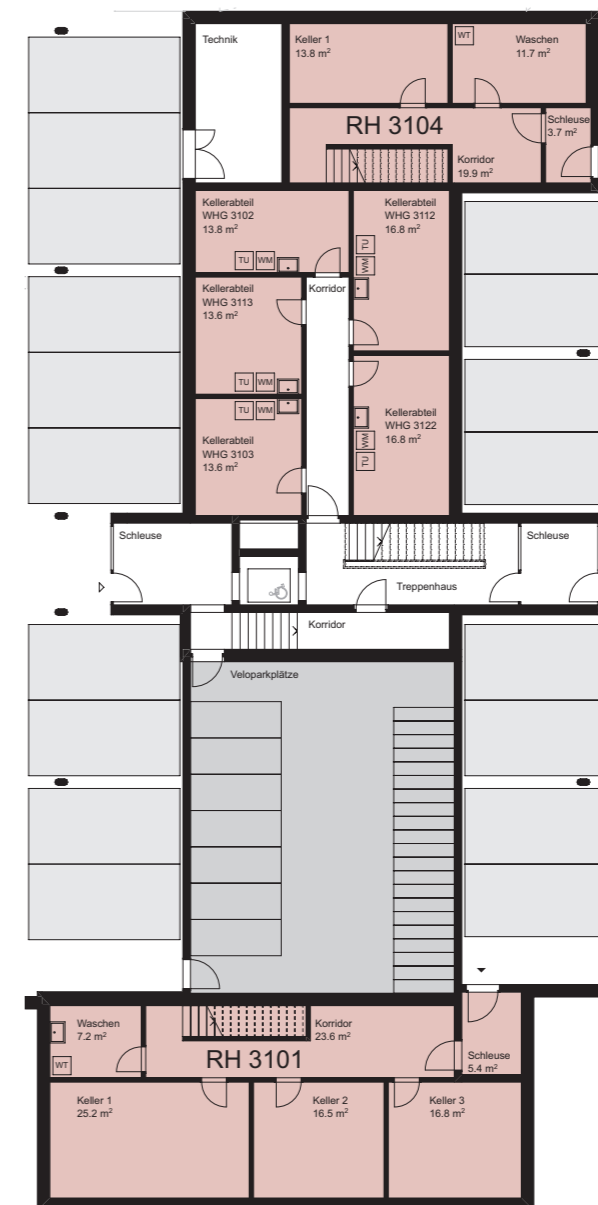 Technik
Keller 1
13.8 m²
WT
Waschen
11.7 m²
RH 3104
Schleuse
3.7 m²
Korridor
19.9 m²
Kellerabteil
WHG 3102
13.8 m²
TU WM
Kellerabteil
WHG 3112
16.8 m²
TU
WM
Kellerabteil
WHG 3113
13.6 m²
TU WM
Korridor
TU WM
Kellerabteil
WHG 3103
13.6 m²
Kellerabteil
WHG 3122
16.8 m²
WM
TU
Schleuse
Schleuse
Treppenhaus
Korridor
Veloparkplätze
Waschen
7.2 m²
WT
Korridor
23.6 m²
RH 3101
Schleuse
5.4 m²
Keller 1
25.2 m²
Keller 2
16.5 m²
Keller 3
16.8 m²